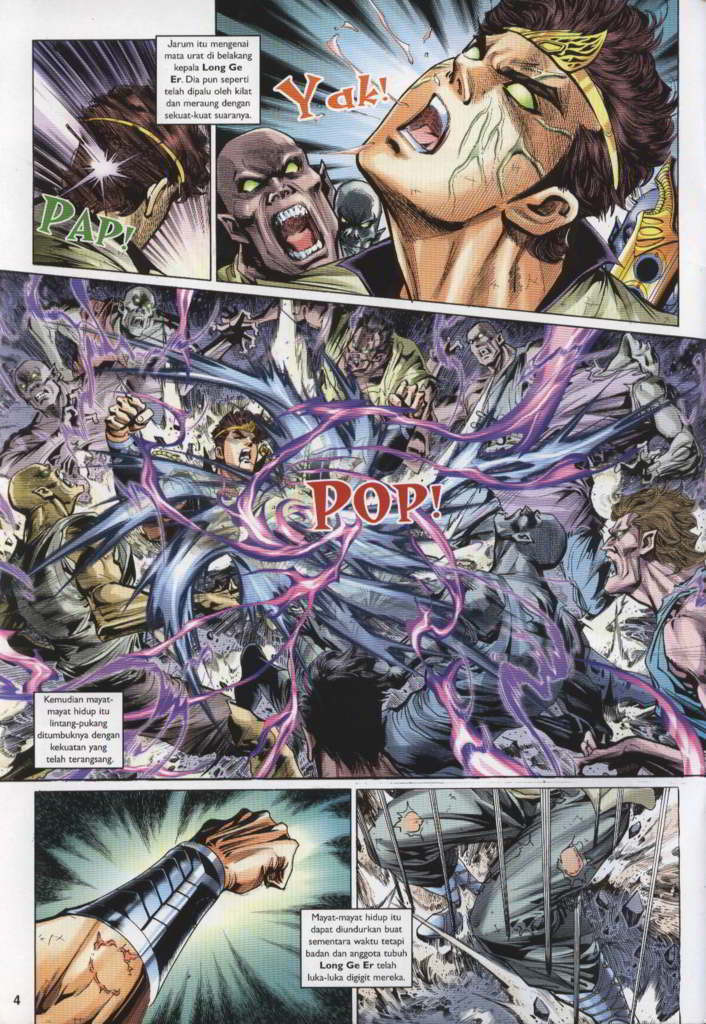 Jarum itu mengenai
mata urat di belakang
kepala Long Ge
Er. Dia pun seperti
telah dipalu oleh kilat
dan meraung dengan
sekuat-kuat suaranya.
Yak!
PAP!
POP!
Kemudian mayat-
mayat hidup itu
lintang-pukang
ditumbuknya dengan
kekuatan yang
telah terangsang.
Mayat-mayat hidup itu
dapat diundurkan buat
sementara waktu tetapi
badan dan anggota tubuh
Long Ge Er telah
luka-luka digigit mereka.
4